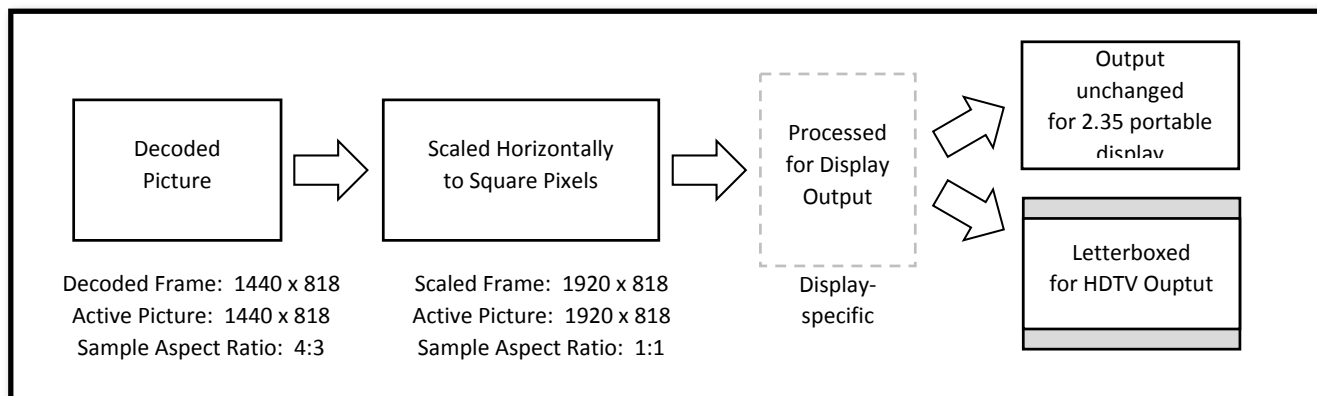 Decoded
Picture
Scaled Horizontally
to Square Pixels
Processed
for Display
Output
Output
unchanged
for 2.35 portable
display
Letterboxed
for HDTV Ouptut
Decoded Frame: 1440 x 818
Active Picture: 1440 x 818
Sample Aspect Ratio: 4:3
Scaled Frame: 1920 x 818
Active Picture: 1920 x 818
Sample Aspect Ratio: 1:1
Display-
specific